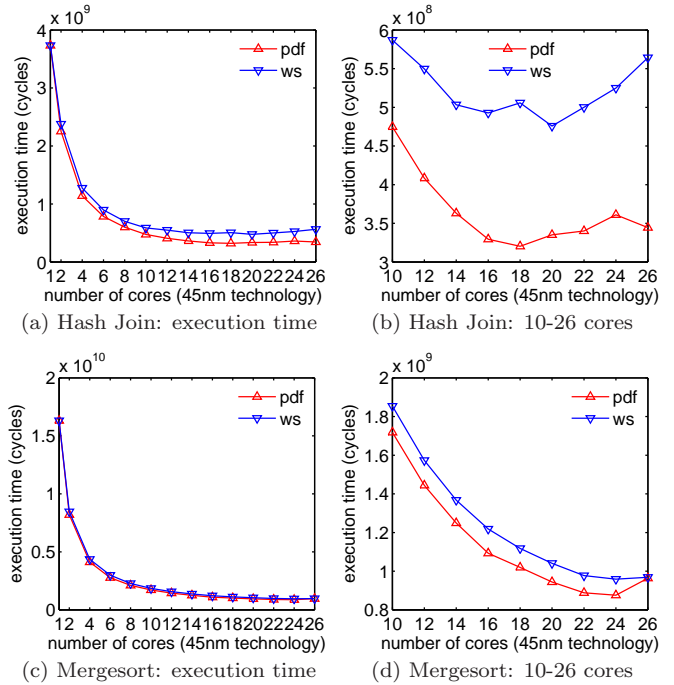 x 10^9
execution time (cycles)
4
3
2
1
0
pdf
ws
1 2 4 6 8 10 12 14 16 18 20 22 24 26
number of cores (45nm technology)
(a) Hash Join: execution time
x 10^8
execution time (cycles)
6
5.5
5
4.5
4
3.5
3
pdf
ws
10 12 14 16 18 20 22 24 26
number of cores (45nm technology)
(b) Hash Join: 10-26 cores
x 10^10
execution time (cycles)
2
1.5
1
0.5
0
pdf
ws
1 2 4 6 8 10 12 14 16 18 20 22 24 26
number of cores (45nm technology)
(c) Mergesort: execution time
x 10^9
execution time (cycles)
2
1.8
1.6
1.4
1.2
1
0.8
pdf
ws
10 12 14 16 18 20 22 24 26
number of cores (45nm technology)
(d) Mergesort: 10-26 cores